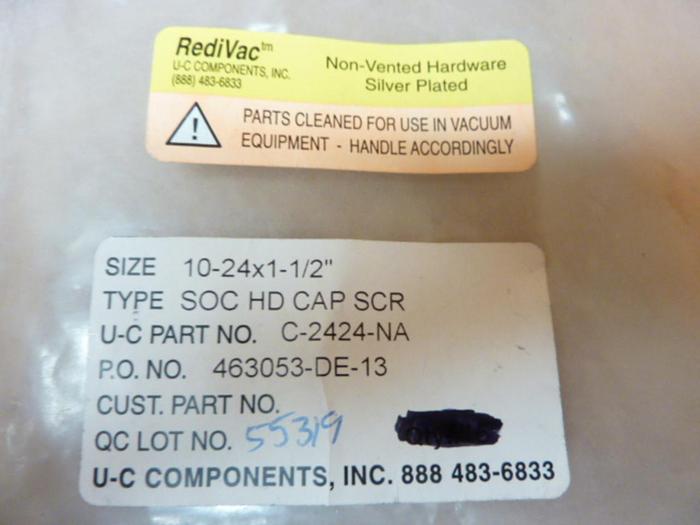 RediVac™
U-C COMPONENTS, INC.
(888) 483-6833
Non-Vented Hardware
Silver Plated
!
PARTS CLEANED FOR USE IN VACUUM
EQUIPMENT - HANDLE ACCORDINGLY
SIZE 10-24x1-1/2"
TYPE SOC HD CAP SCR
U-C PART NO. C-2424-NA
P.O. NO. 463053-DE-13
CUST. PART NO.
QC LOT NO. 55319
U-C COMPONENTS, INC. 888 483-6833